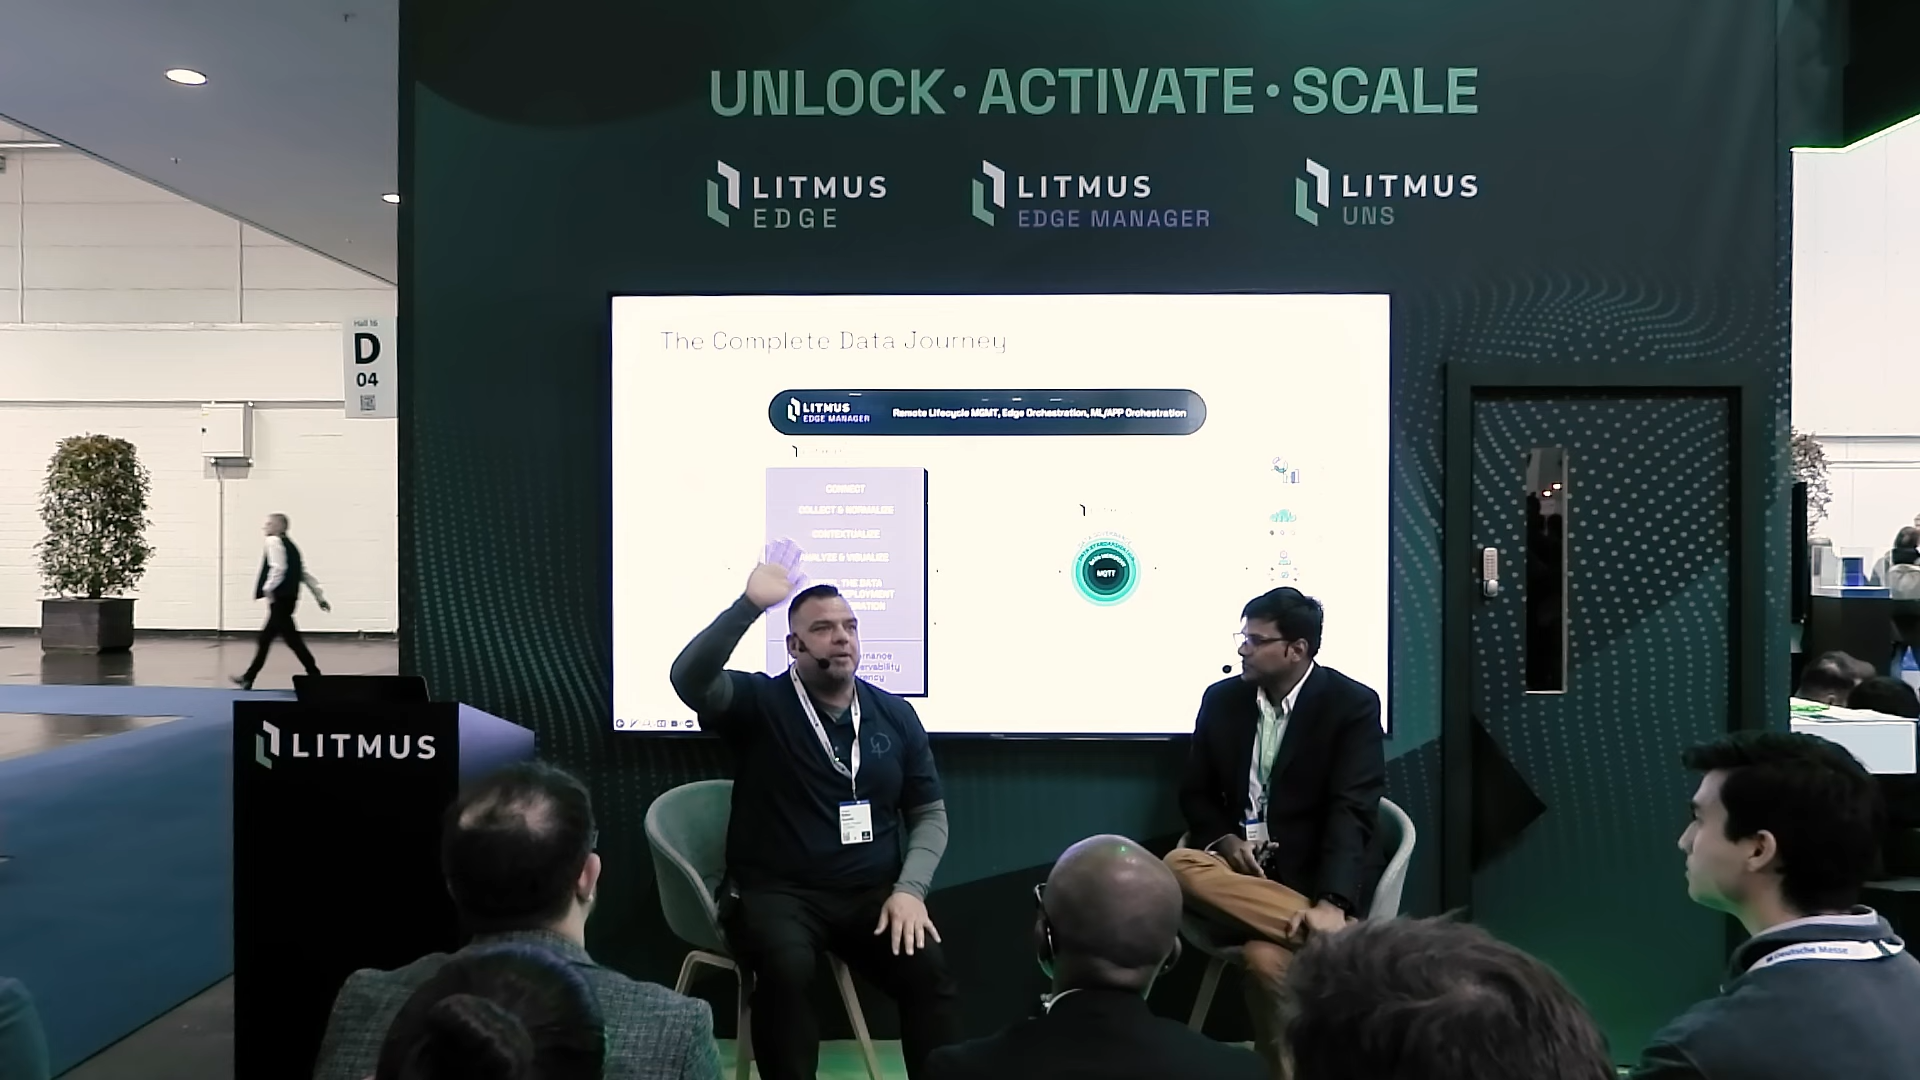 UNLOCK · ACTIVATE · SCALE
LITMUS
EDGE
LITMUS
EDGE MANAGER
LITMUS
UNS
Hall 16
D
04
The Complete Data Journey
LITMUS
EDGE MANAGER
Remote Lifecycle MGMT, Edge Orchestration, ML/APP Orchestration
CONNECT
COLLECT & NORMALIZE
CONTEXTUALIZE
ANALYZE & VISUALIZE
THE DATA
MQTT
LITMUS
Deutsche Messe